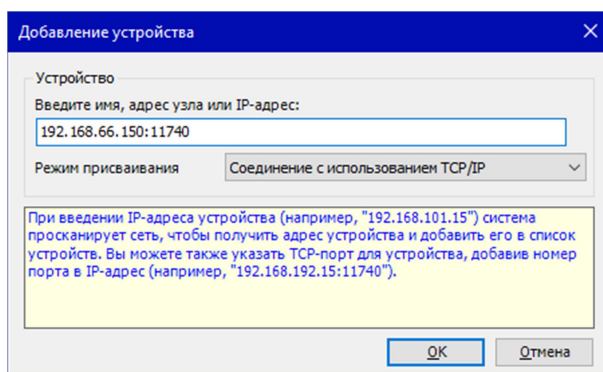 Добавление устройства
Устройство
Введите имя, адрес узла или IP-адрес:
192.168.66.150:11740
Режим присваивания
Соединение с использованием TCP/IP
При введении IP-адреса устройства (например, "192.168.101.15") система
просканирует сеть, чтобы получить адрес устройства и добавить его в список
устройств. Вы можете также указать TCP-порт для устройства, добавив номер
порта в IP-адрес (например, "192.168.192.15:11740").
OK
Отмена